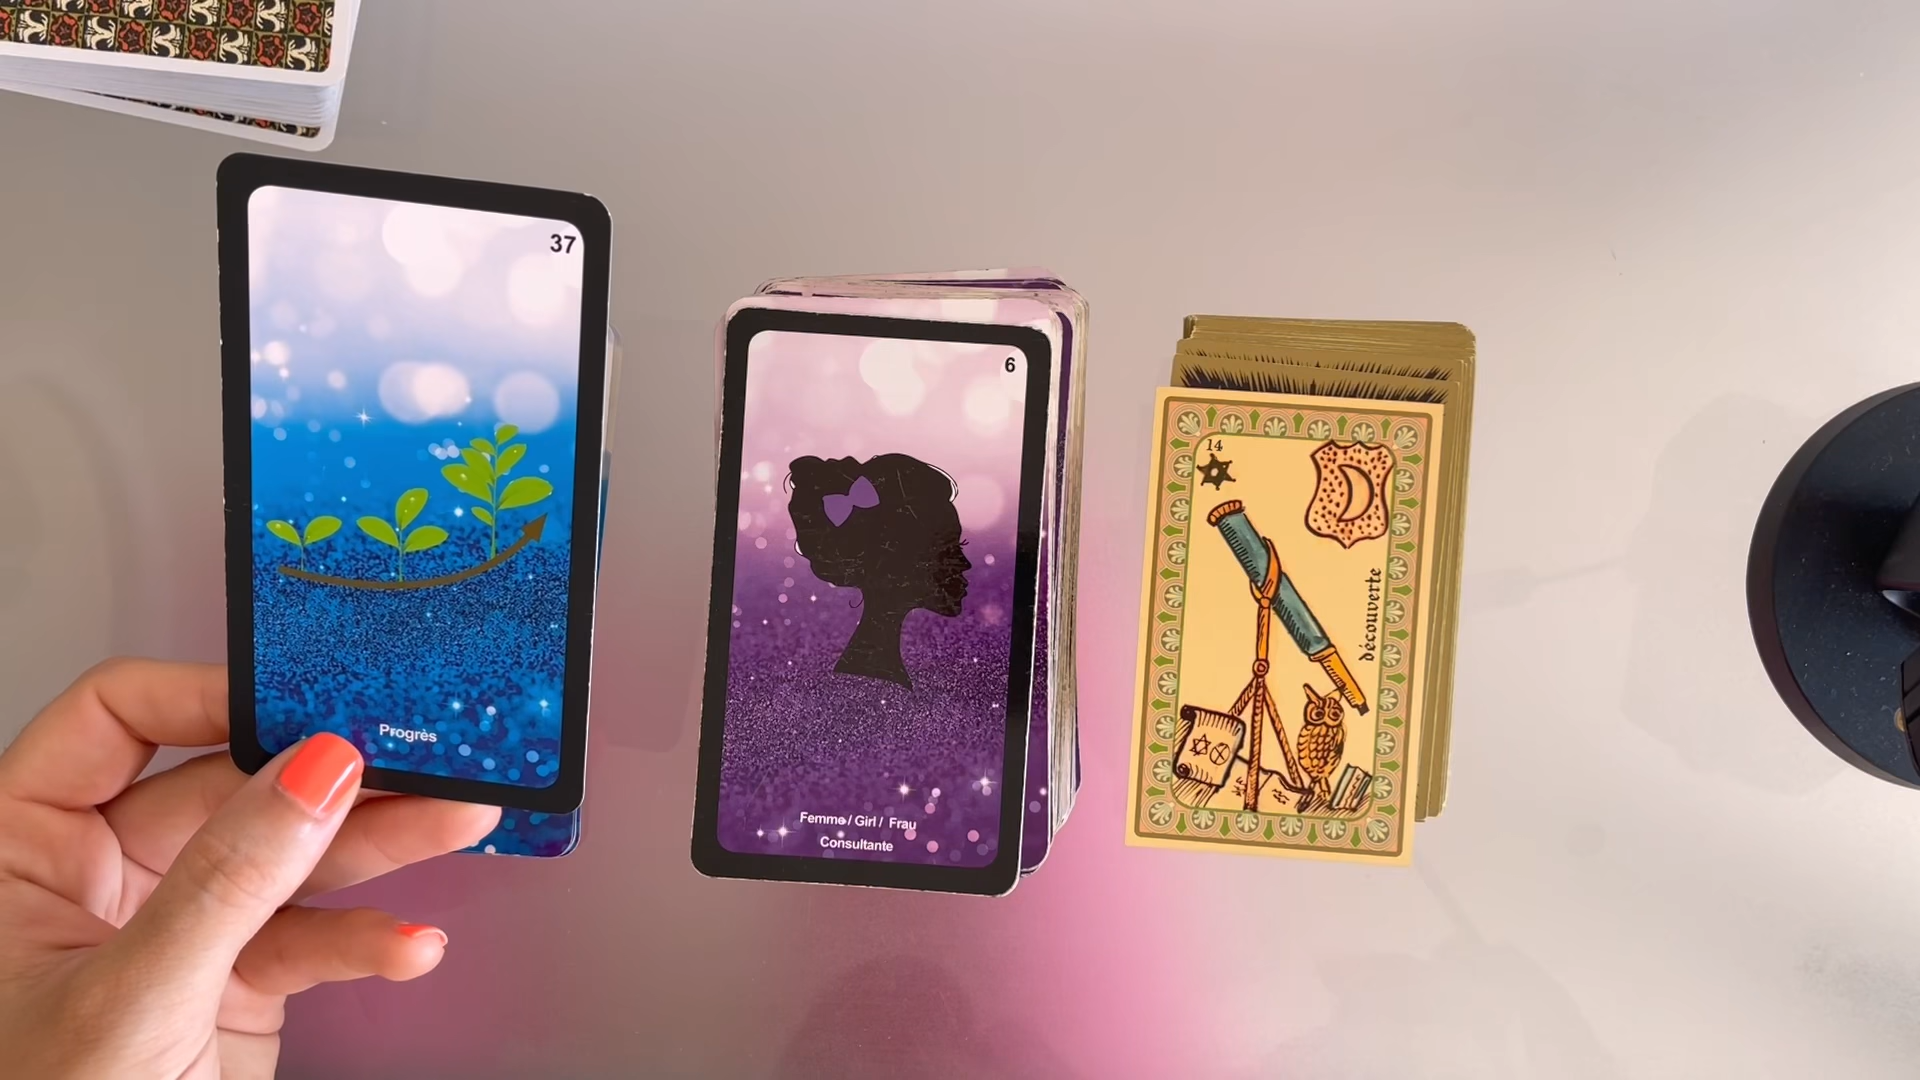 37
Progrès
6
Femme / Girl / Frau
Consultante
14
découverte